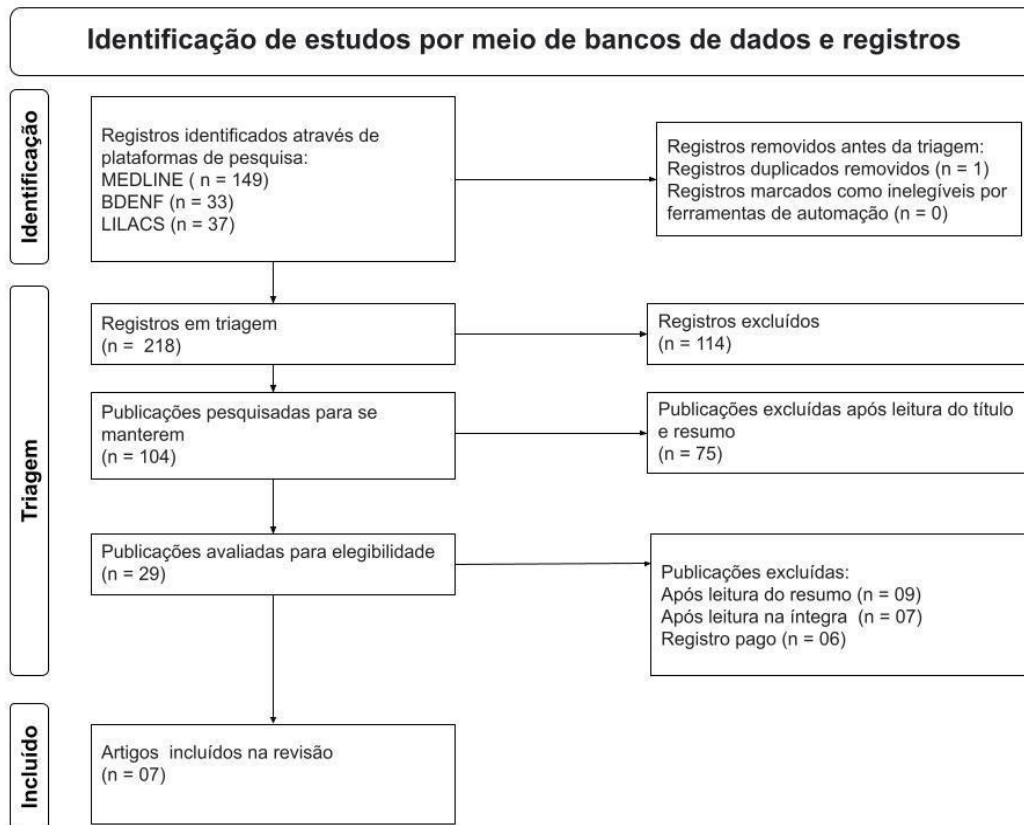 Identificação de estudos por meio de bancos de dados e registros
Identificação
Registros identificados através de
plataformas de pesquisa:
MEDLINE ( n = 149)
BDENF (n = 33)
LILACS (n = 37)
Registros removidos antes da triagem:
Registros duplicados removidos (n = 1)
Registros marcados como inelegíveis por
ferramentas de automação (n = 0)
Triagem
Registros em triagem
(n =  218)
Registros excluídos
(n = 114)
Publicações pesquisadas para se
manterem
(n = 104)
Publicações excluídas após leitura do título
e resumo
(n = 75)
Publicações avaliadas para elegibilidade
(n = 29)
Publicações excluídas:
Após leitura do resumo (n = 09)
Após leitura na íntegra  (n = 07)
Registro pago (n = 06)
Incluído
Artigos  incluídos na revisão
(n = 07)